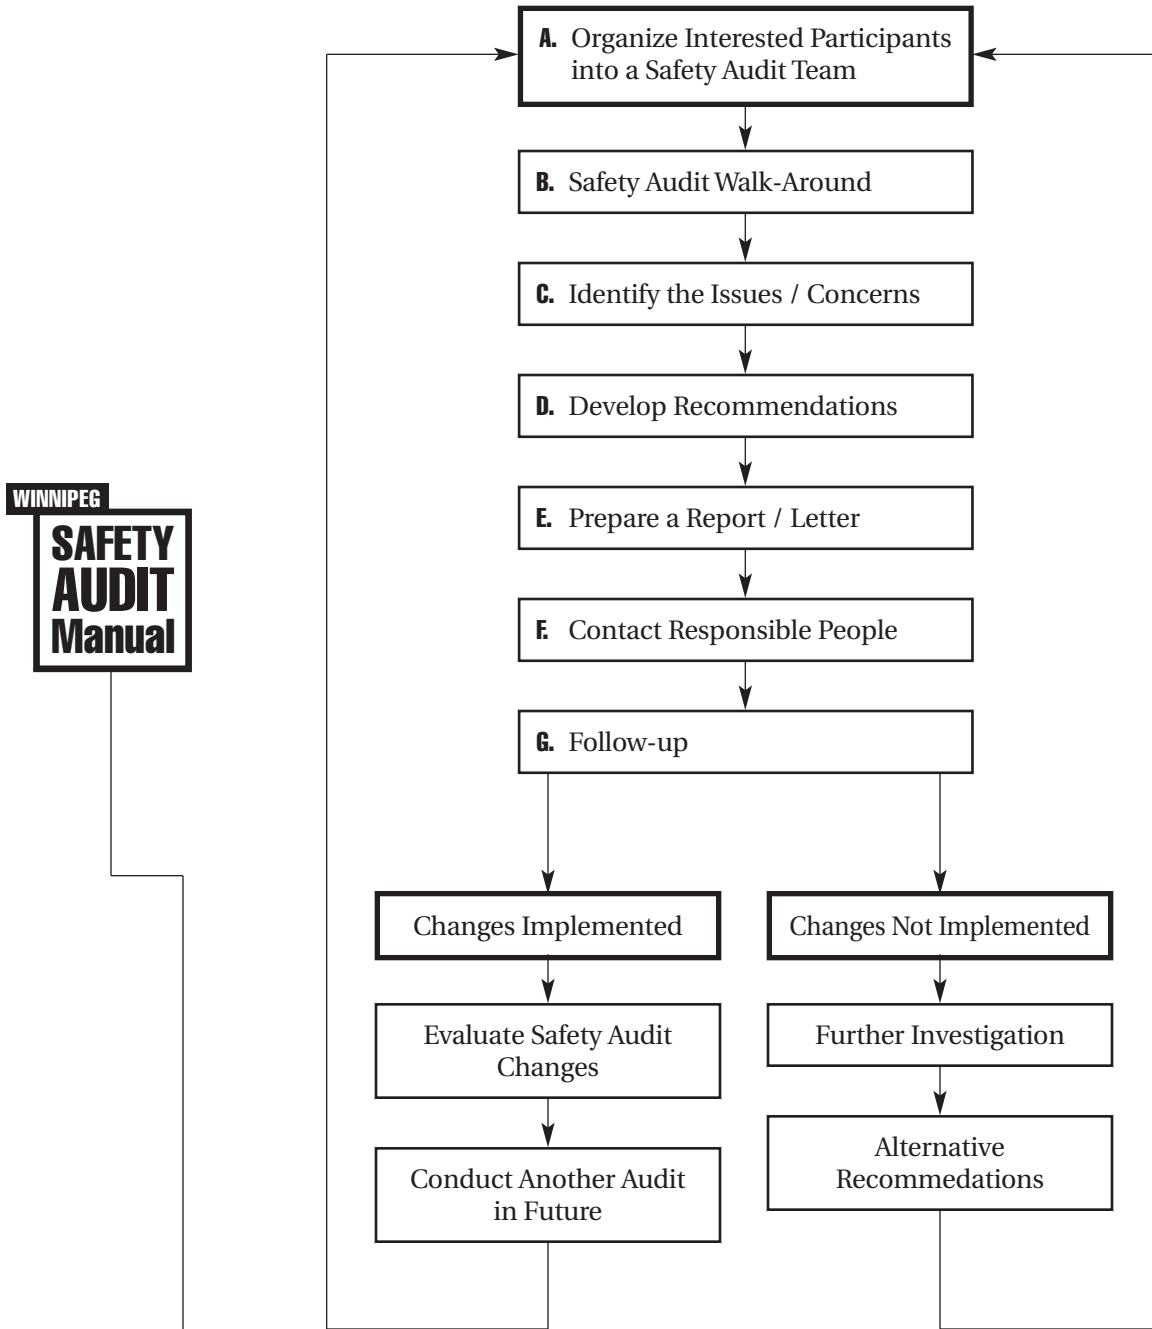 A. Organize Interested Participants
into a Safety Audit Team
B. Safety Audit Walk-Around
C. Identify the Issues / Concerns
D. Develop Recommendations
E. Prepare a Report / Letter
F. Contact Responsible People
G. Follow-up
WINNIPEG
SAFETY
AUDIT
Manual
Changes Implemented
Changes Not Implemented
Evaluate Safety Audit
Changes
Further Investigation
Conduct Another Audit
in Future
Alternative
Recommedations